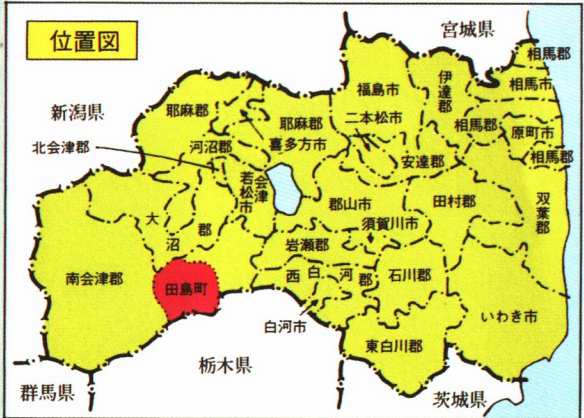 位置図
宮城県
新潟県
福島市
伊達郡
相馬郡
相馬市
耶麻郡
耶麻郡
二本松市
相馬郡
原町市
北会津郡
河沼郡
喜多方市
安達郡
相馬郡
会津若松市
郡山市
田村郡
双葉郡
大沼郡
須賀川市
岩瀬郡
南会津郡
田島町
西白河郡
石川郡
白河市
いわき市
東白川郡
栃木県
群馬県
茨城県